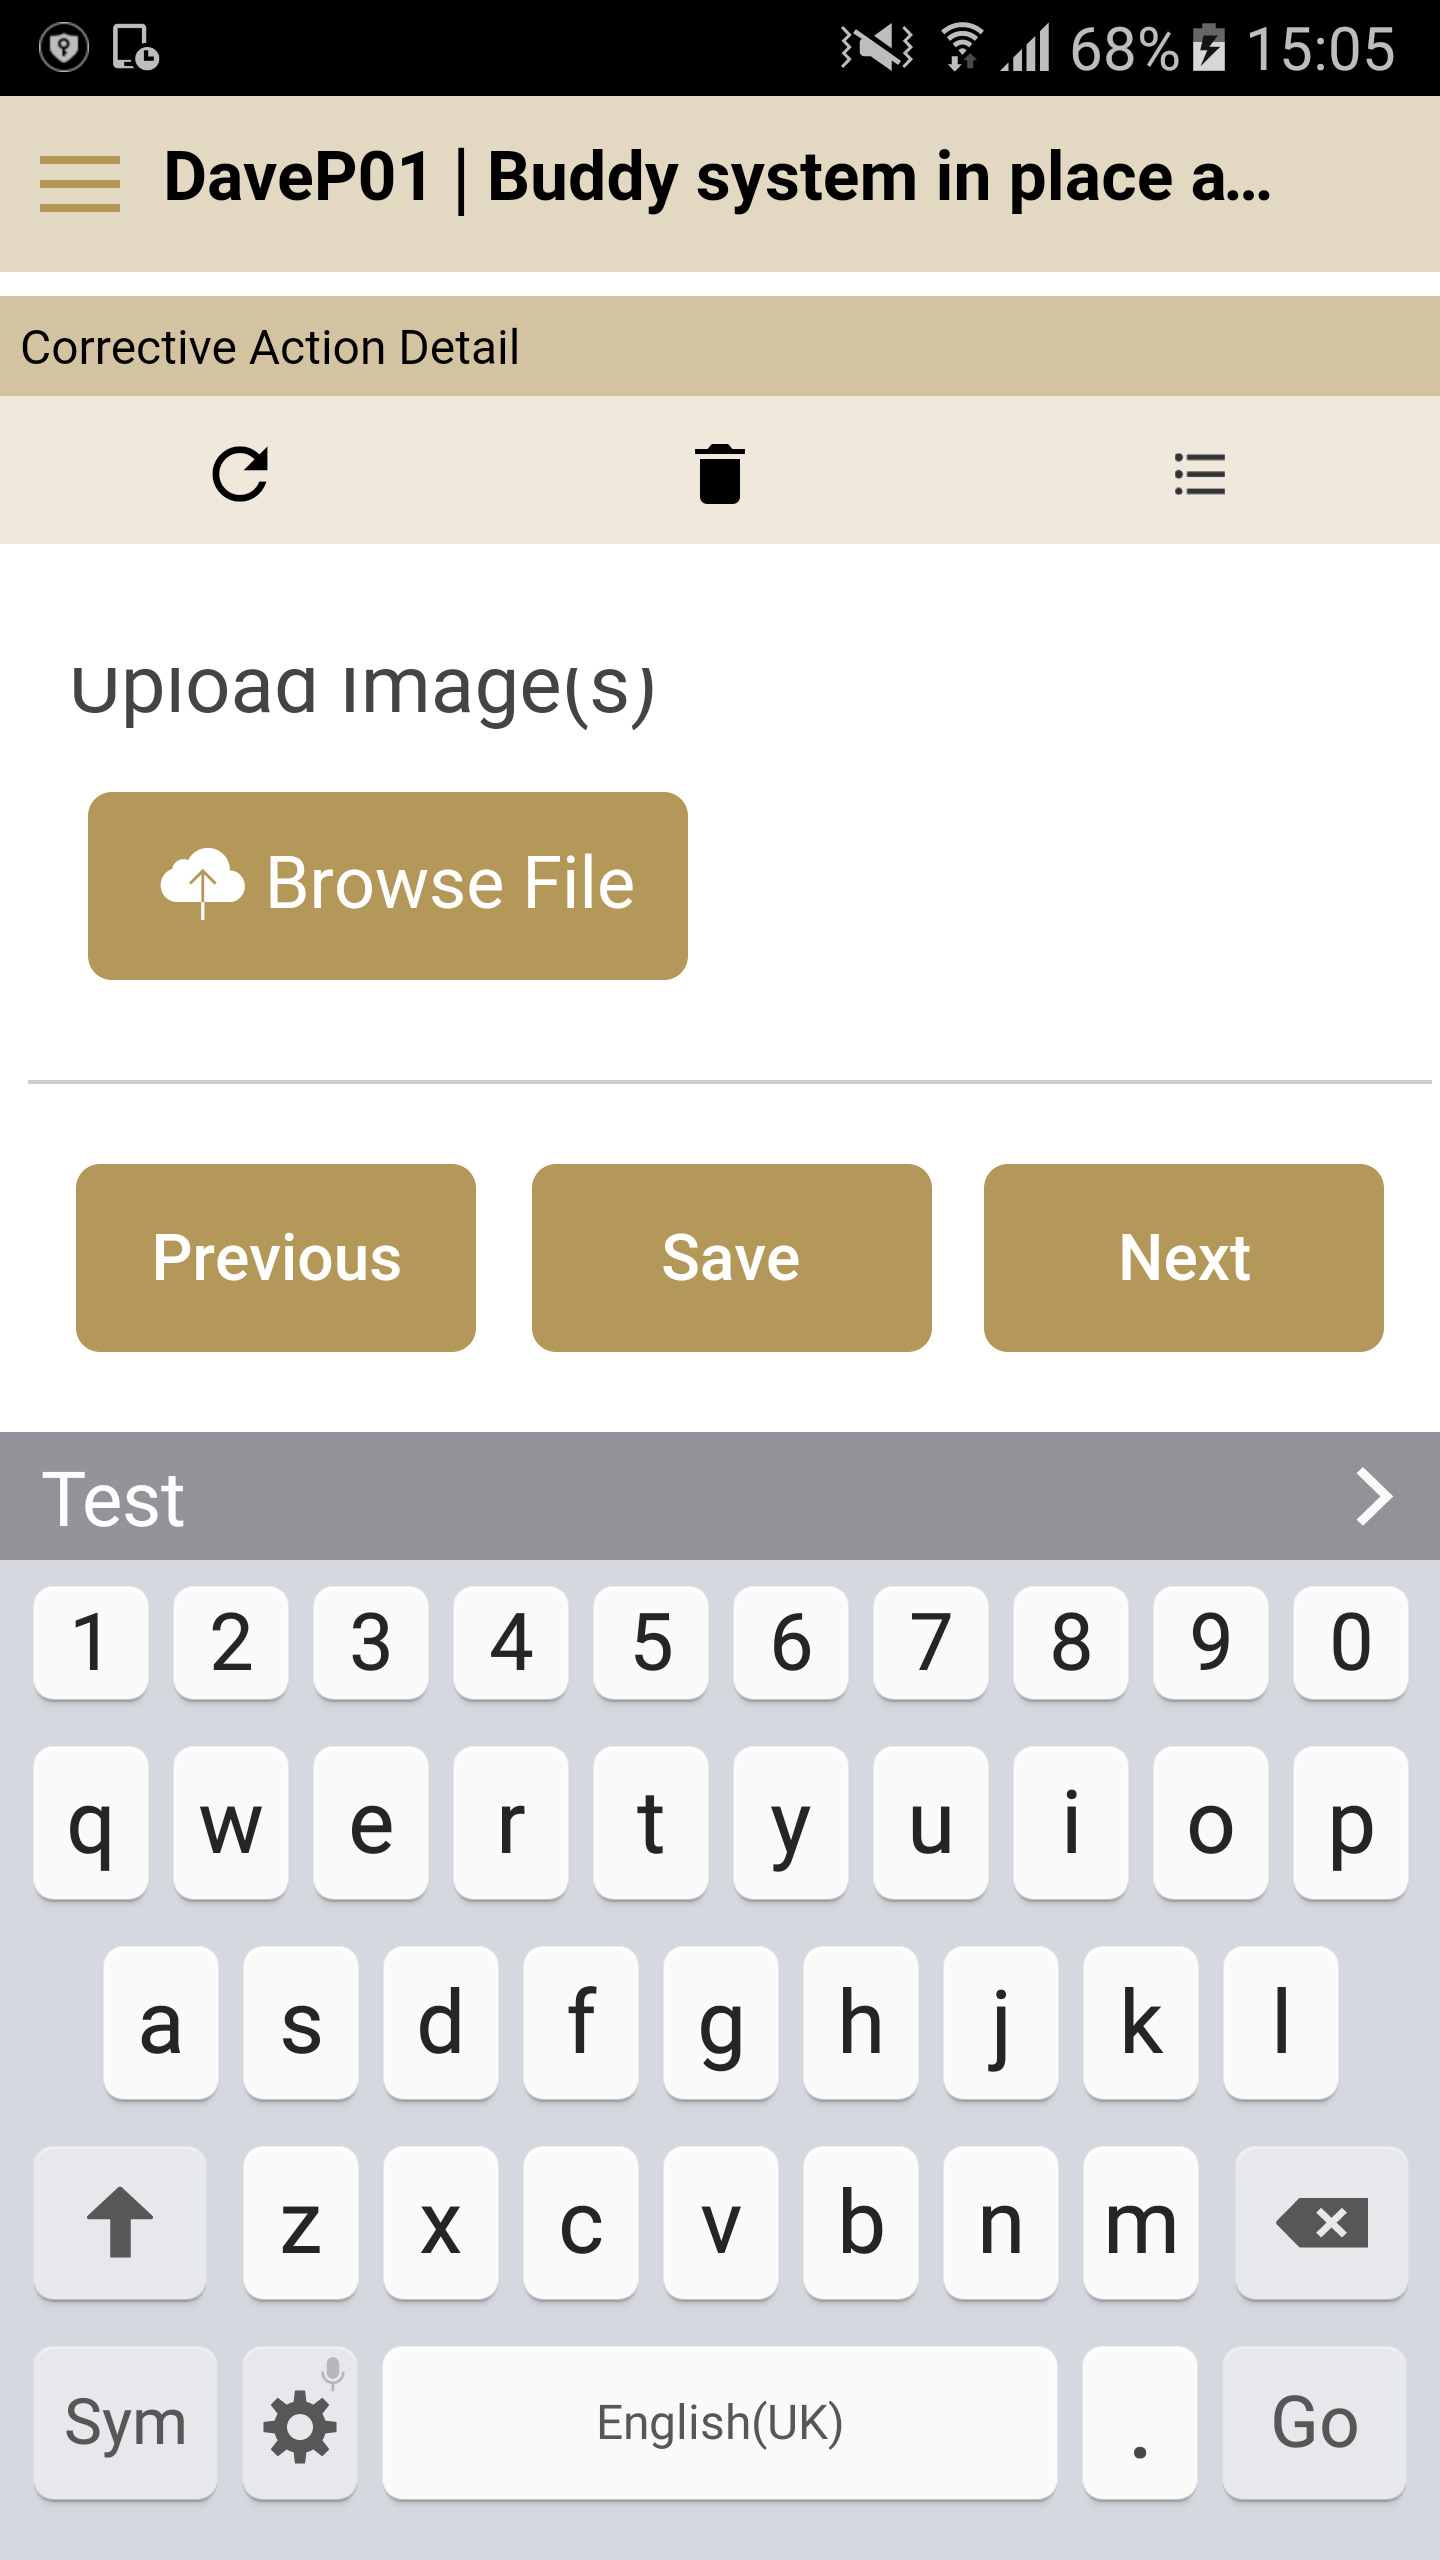 68% 15:05
DaveP01 | Buddy system in place a...
Corrective Action Detail
Upload Image(s)
Browse File
Previous Save Next
Test
1 2 3 4 5 6 7 8 9 0
q w e r t y u i o p
a s d f g h j k l
z x c v b n m
Sym English(UK) . Go